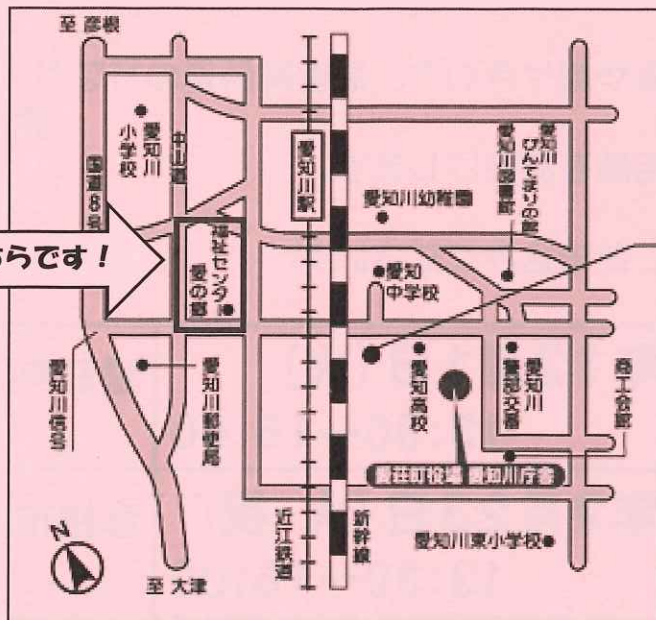 至 彦根
愛知川
小学校
中山道
国道8号
愛知川駅
愛知川
びんてまりの館
愛知川図書館
愛知川幼稚園
ちらです！
福祉センター
愛の郷
愛知
中学校
愛知川信号
愛知川郵便局
愛知高校
愛知川
警部交番
商工会館
愛荘町役場 愛知川庁舎
近江鉄道
新幹線
愛知川東小学校
N
至 大津